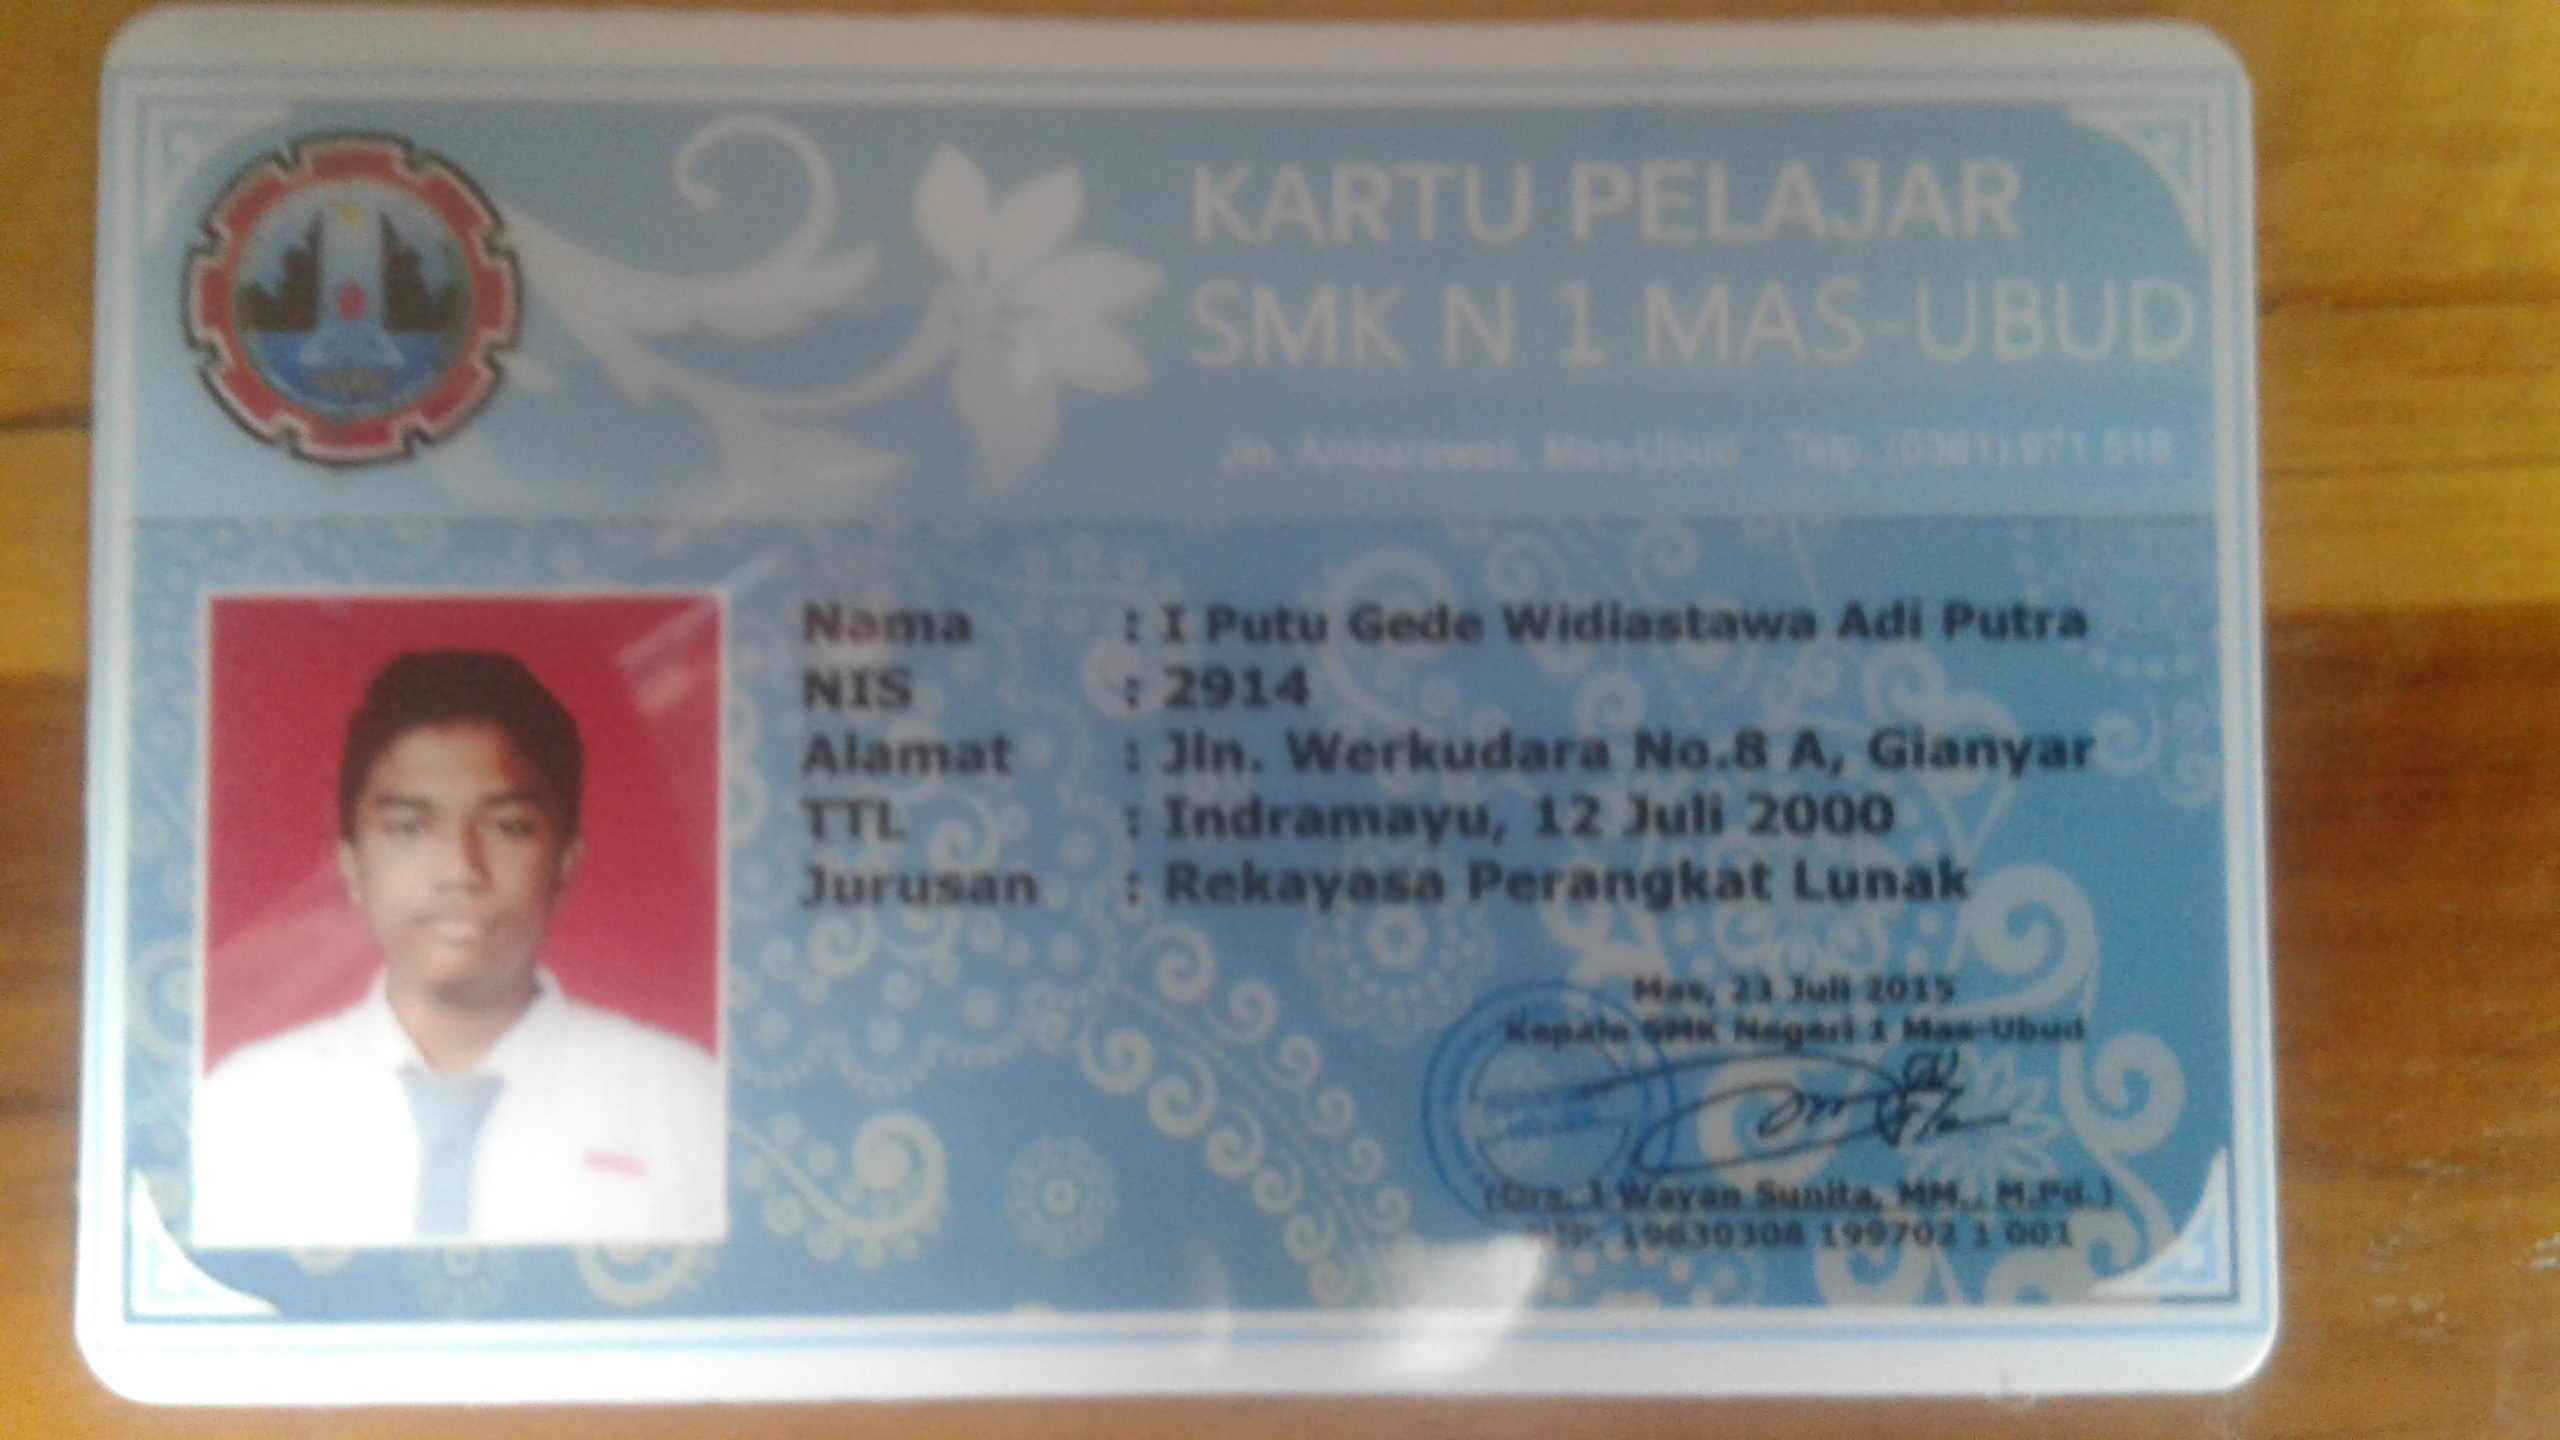 KARTU PELAJAR
SMK N 1 MAS-UBUD
Jln. Ambarawati, Mas-Ubud Telp. (0361) 971 518
Nama : I Putu Gede Widiastawa Adi Putra
NIS : 2914
Alamat : Jln. Werkudara No.8 A, Gianyar
TTL : Indramayu, 12 Juli 2000
Jurusan : Rekayasa Perangkat Lunak
Mas, 23 Juli 2015
Kepala SMK Negeri 1 Mas-Ubud
(Drs. I Wayan Sunita, MM., M.Pd.)
NIP. 19630308 199702 1 001